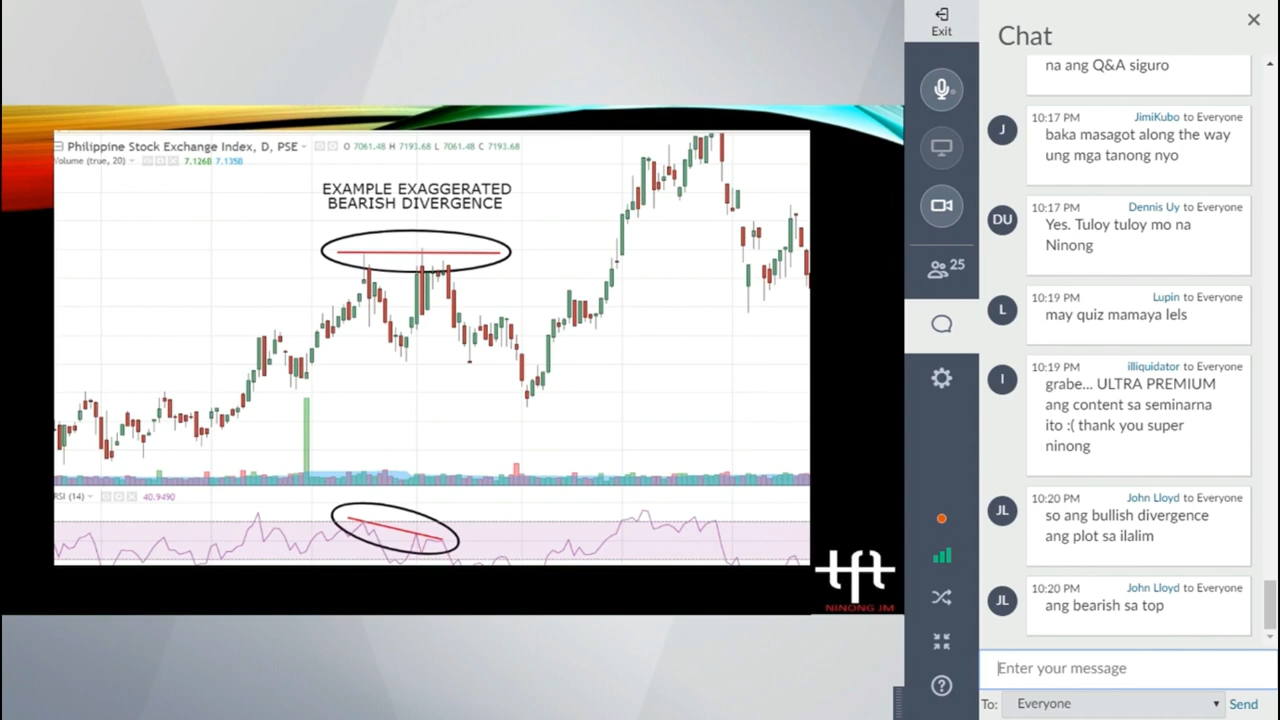 Philippine Stock Exchange Index, D, PSE
O 7061.48 H 7193.68 L 7061.48 C 7193.68
Volume (true, 20)
7.126B 7.135B
EXAMPLE EXAGGERATED
BEARISH DIVERGENCE
RSI (14)
40.9490
hft
NINONG JM
Exit
25
Chat
na ang Q&A siguro
J
10:17 PM
JimiKubo to Everyone
baka masagot along the way
ung mga tanong nyo
DU
10:17 PM
Dennis Uy to Everyone
Yes. Tuloy tuloy mo na
Ninong
L
10:19 PM
Lupin to Everyone
may quiz mamaya lels
I
10:19 PM
illiquidator to Everyone
grabe... ULTRA PREMIUM
ang content sa seminarna
ito :( thank you super
ninong
JL
10:20 PM
John Lloyd to Everyone
so ang bullish divergence
ang plot sa ilalim
JL
10:20 PM
John Lloyd to Everyone
ang bearish sa top
Enter your message
To:
Everyone
Send